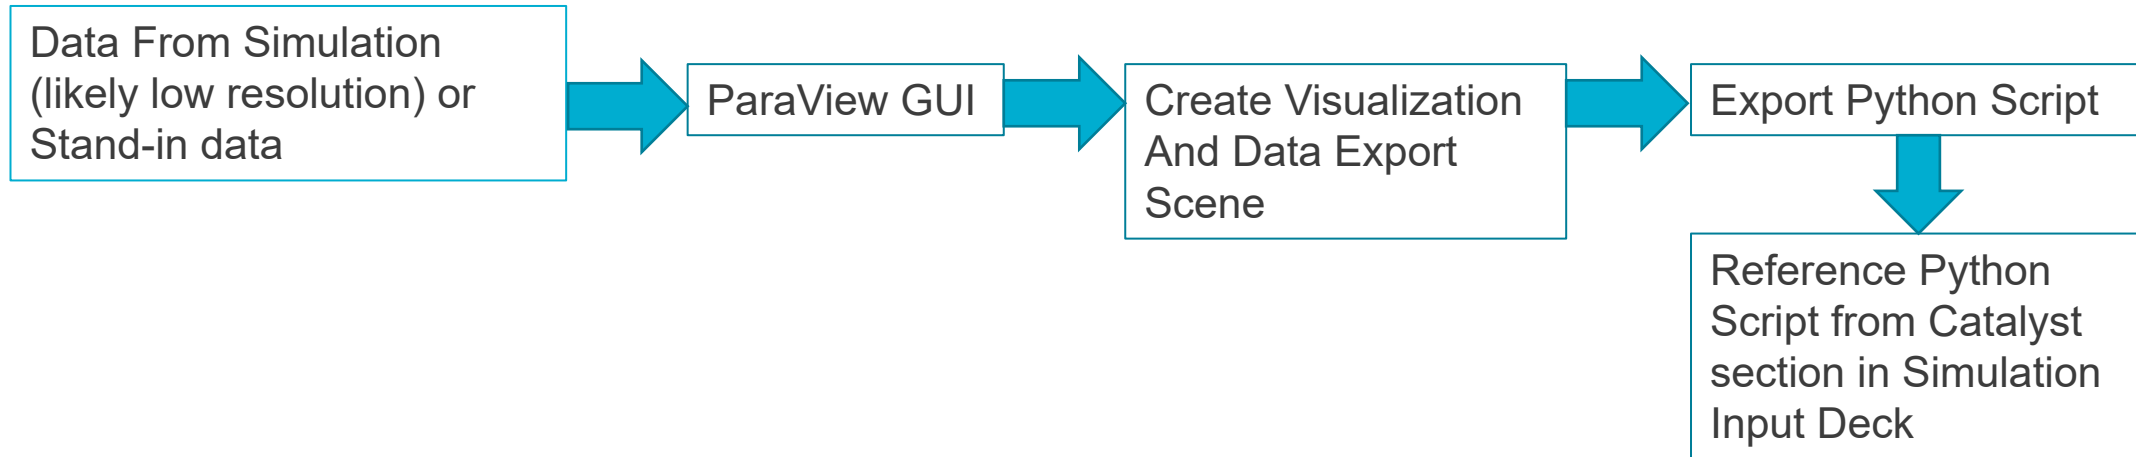 Data From Simulation
(likely low resolution) or
Stand-in data
ParaView GUI
Create Visualization
And Data Export
Scene
Export Python Script
Reference Python
Script from Catalyst
section in Simulation
Input Deck